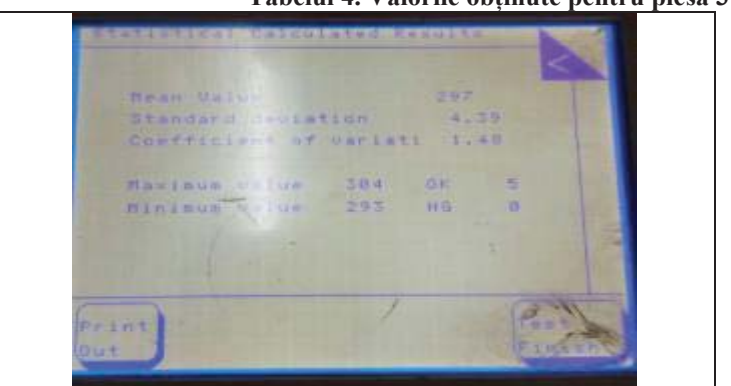 Tabelul 4. Valorile obținute pentru piesa 3
Statistical Calculated Results
<
Mean Value 297
Standard deviation 4.39
Coefficient of variati 1.48
Maximum value 304 OK 5
Minimum value 293 NG 0
Print
Out
Test
Finish